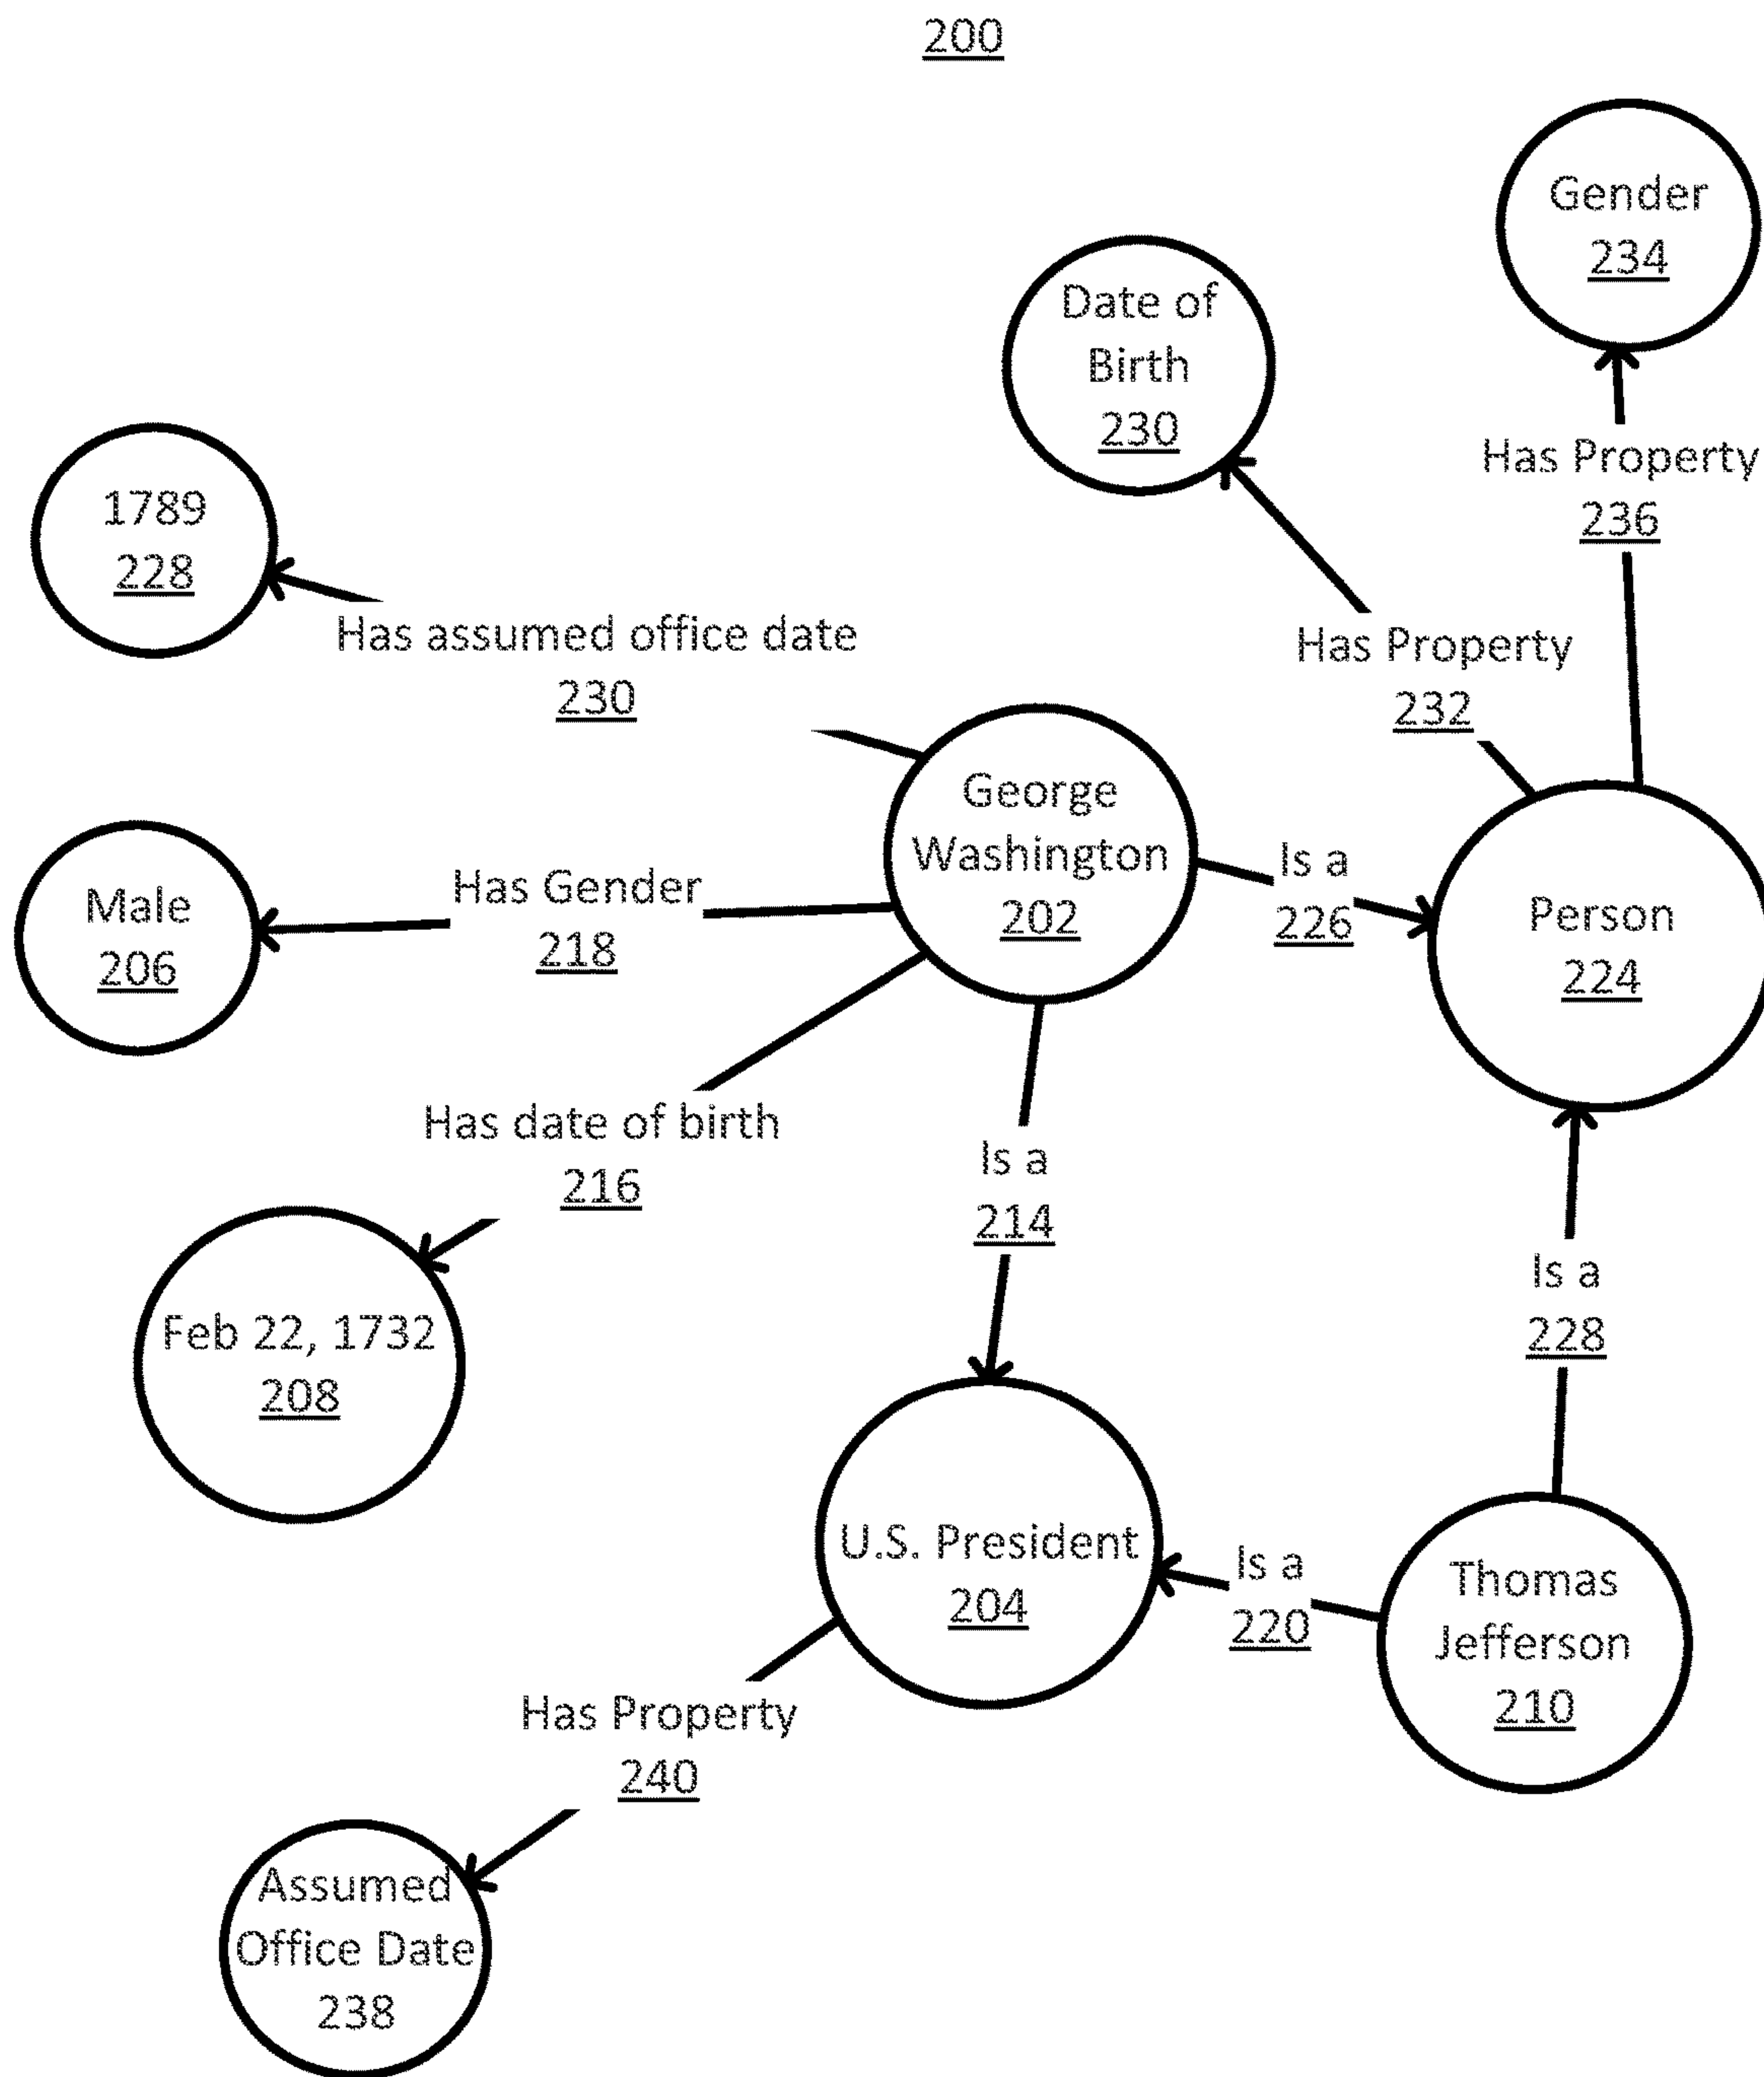 200
Gender
234
Date of
Birth
230
Has Property
236
1789
228
Has assumed office date
230
Has Property
232
George
Washington
202
Is a
226
Person
224
Male
206
Has Gender
218
Has date of birth
216
Is a
214
Feb 22, 1732
208
Is a
228
U.S. President
204
Is a
220
Thomas
Jefferson
210
Has Property
240
Assumed
Office Date
238